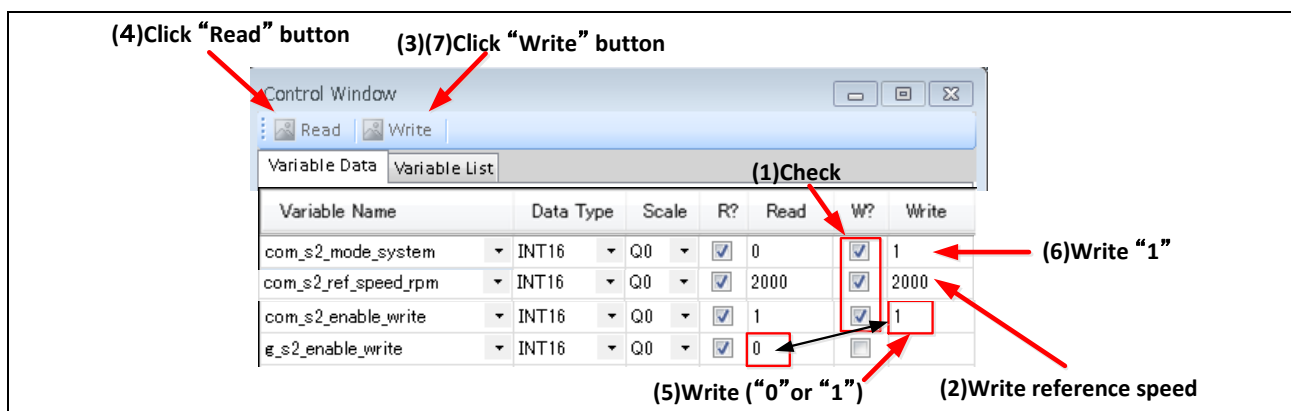 (4)Click “Read” button
(3)(7)Click “Write” button
Control Window
Read Write
Variable Data Variable List
(1)Check
Variable Name Data Type Scale R? Read W? Write
com_s2_mode_system INT16 Q0 0 1
(6)Write “1”
com_s2_ref_speed_rpm INT16 Q0 2000 2000
com_s2_enable_write INT16 Q0 1 1
g_s2_enable_write INT16 Q0 0
(5)Write (“0”or “1”)
(2)Write reference speed